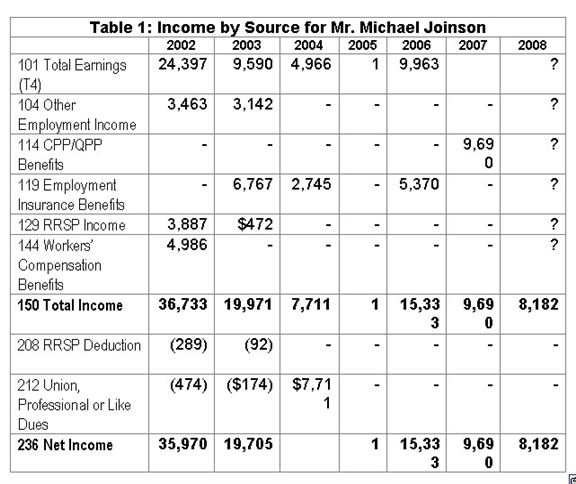 Table 1: Income by Source for Mr. Michael Joinson
2002 2003 2004 2005 2006 2007 2008
101 Total Earnings 24,397 9,590 4,966 1 9,963 ?
(T4)
104 Other 3,463 3,142 - - - - ?
Employment Income
114 CPP/QPP - - - - - 9,69 ?
Benefits 0
119 Employment - 6,767 2,745 - 5,370 - ?
Insurance Benefits
129 RRSP Income 3,887 $472 - - - - ?
144 Workers' 4,986 - - - - - ?
Compensation
Benefits
150 Total Income 36,733 19,971 7,711 1 15,33 9,69 8,182
3 0
208 RRSP Deduction (289) (92) - - - - -
212 Union, (474) ($174) $7,71 - - - -
Professional or Like 1
Dues
236 Net Income 35,970 19,705 1 15,33 9,69 8,182
3 0